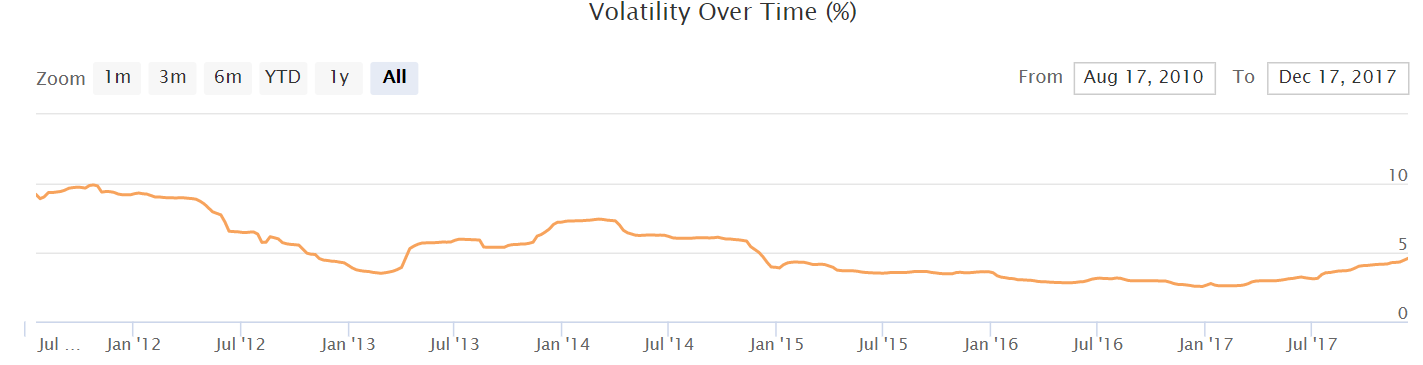 Volatility Over Time (%)
Zoom 1m 3m 6m YTD 1y All From Aug 17, 2010 To Dec 17, 2017
10
5
0
Jul ... Jan '12 Jul '12 Jan '13 Jul '13 Jan '14 Jul '14 Jan '15 Jul '15 Jan '16 Jul '16 Jan '17 Jul '17